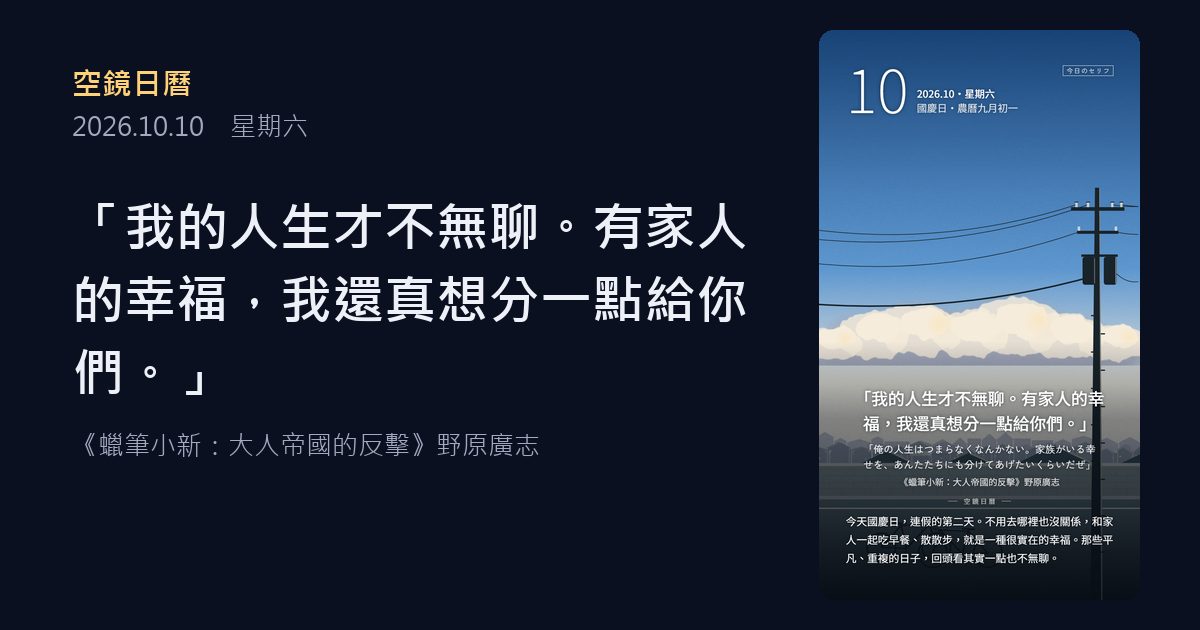 空鏡日曆
2026.10.10　星期六
「我的人生才不無聊。有家人
的幸福，我還真想分一點給你
們。」
《蠟筆小新：大人帝國的反擊》野原廣志
10
今日のセリフ
2026.10・星期六
國慶日・農曆九月初一
「我的人生才不無聊。有家人的幸
福，我還真想分一點給你們。」
「俺の人生はつまらなくなんかない。家族がいる幸
せを、あんたたちにも分けてあげたいくらいだぜ」
《蠟筆小新：大人帝國的反擊》野原廣志
— 空鏡日曆 —
今天國慶日，連假的第二天。不用去哪裡也沒關係，和家
人一起吃早餐、散散步，就是一種很實在的幸福。那些平
凡、重複的日子，回頭看其實一點也不無聊。